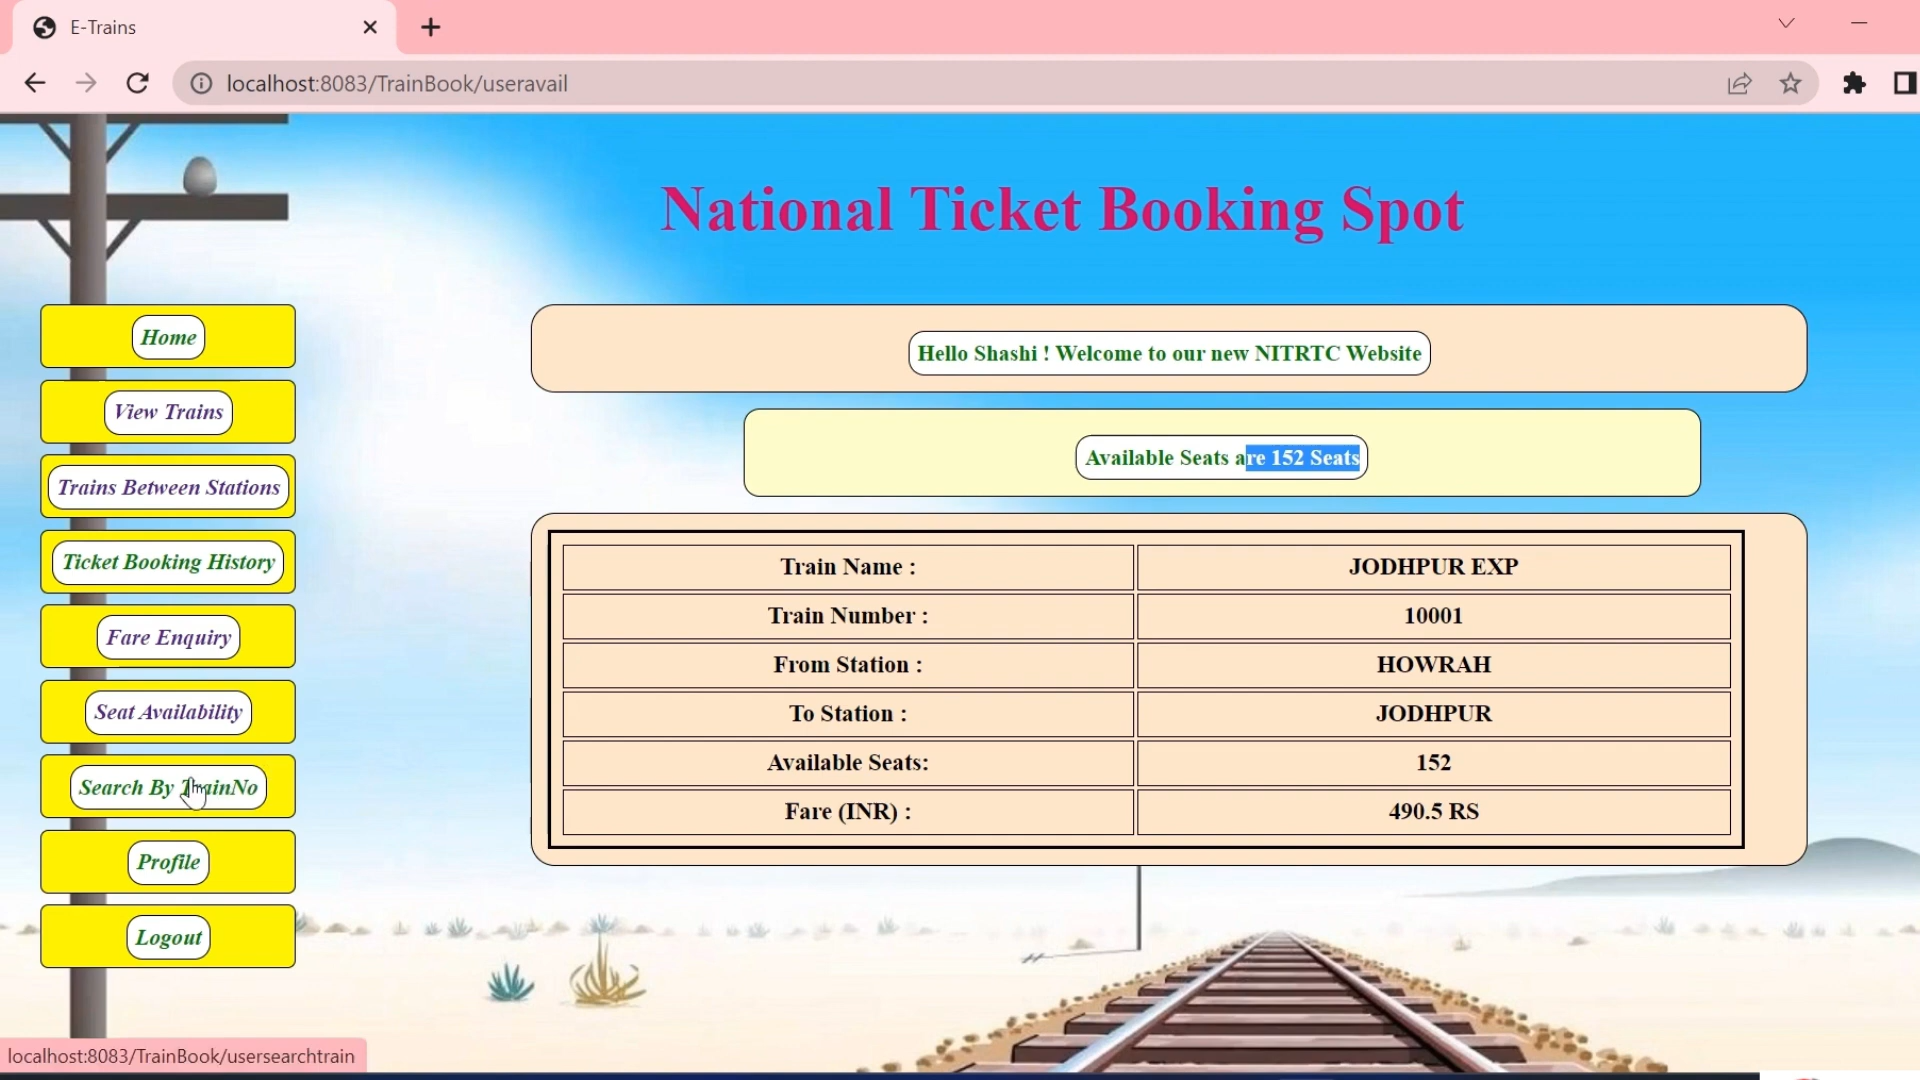 E-Trains
localhost:8083/TrainBook/useravail
National Ticket Booking Spot
Home
View Trains
Trains Between Stations
Ticket Booking History
Fare Enquiry
Seat Availability
Search By TrainNo
Profile
Logout
Hello Shashi ! Welcome to our new NITRTC Website
Available Seats are 152 Seats
Train Name : JODHPUR EXP
Train Number : 10001
From Station : HOWRAH
To Station : JODHPUR
Available Seats: 152
Fare (INR) : 490.5 RS
localhost:8083/TrainBook/usersearchtrain